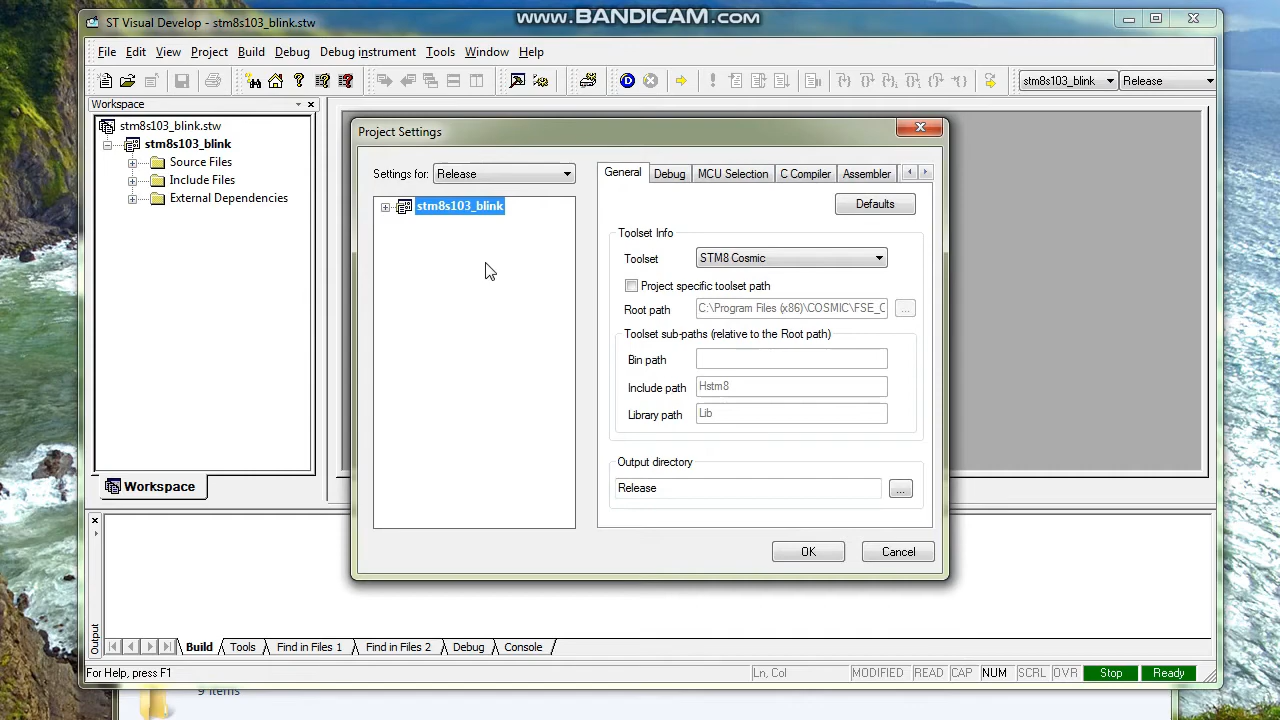 www.BANDICAM.com
ST Visual Develop - stm8s103_blink.stw
File Edit View Project Build Debug Debug instrument Tools Window Help
stm8s103_blink Release
Workspace
stm8s103_blink.stw
stm8s103_blink
Source Files
Include Files
External Dependencies
Workspace
Project Settings
Settings for: Release
stm8s103_blink
General Debug MCU Selection C Compiler Assembler
Defaults
Toolset Info
Toolset STM8 Cosmic
Project specific toolset path
Root path C:\Program Files (x86)\COSMIC\FSE_C
Toolset sub-paths (relative to the Root path)
Bin path
Include path Hstm8
Library path Lib
Output directory
Release ...
OK Cancel
Output
Build Tools Find in Files 1 Find in Files 2 Debug Console
For Help, press F1 Ln, Col MODIFIED READ CAP NUM SCRL OVR Stop Ready
9 items